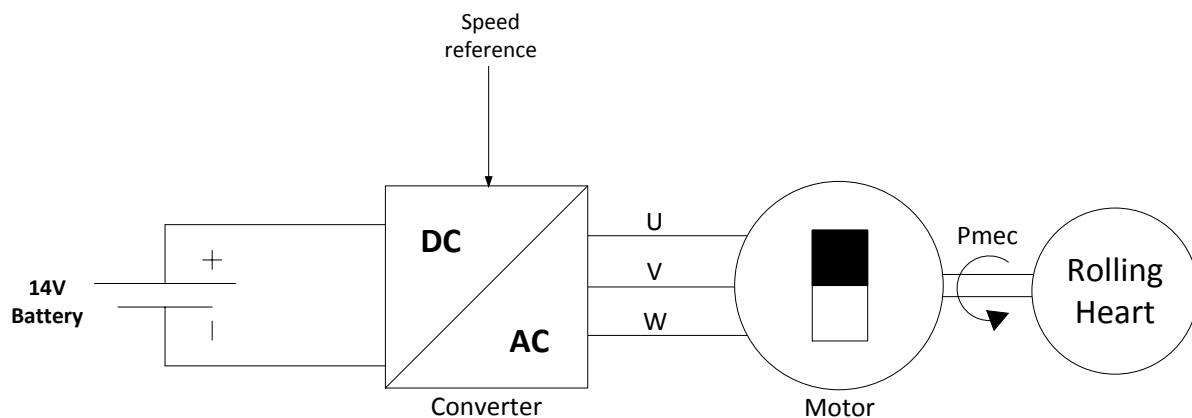 Speed
reference
DC
AC
U
V
W
Pmec
Rolling
Heart
+
14V
Battery
Converter
Motor